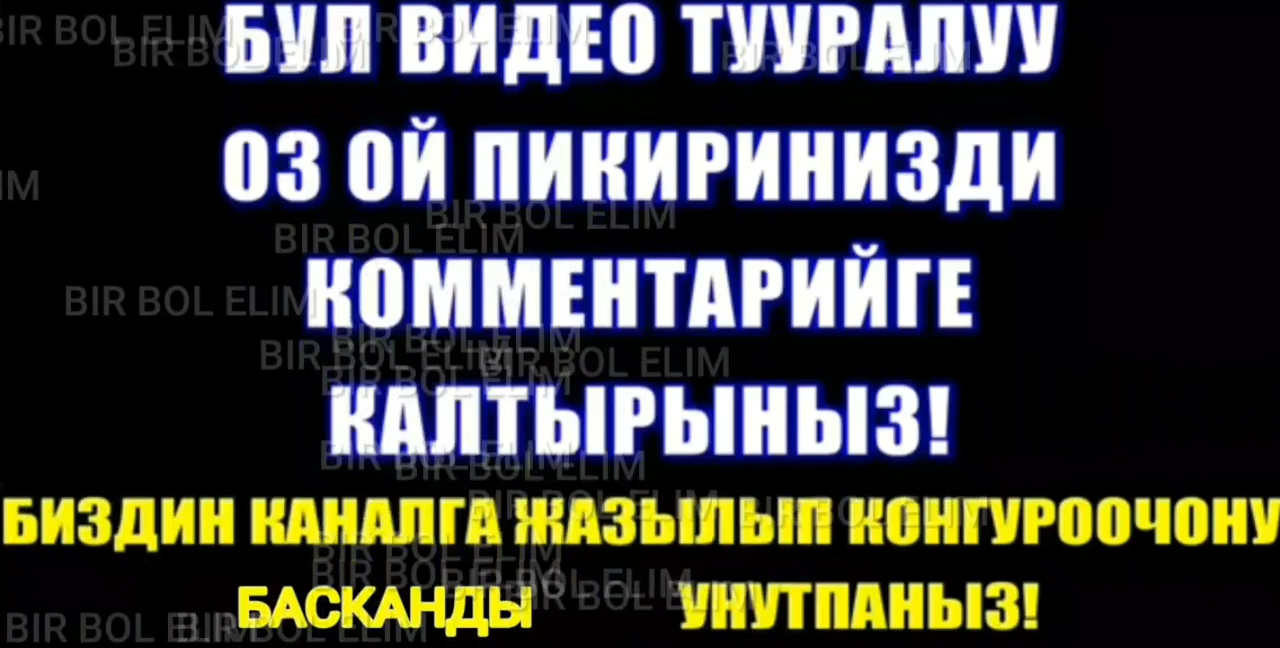 БУЛ ВИДЕО ТУУРАЛУУ
ОЗ ОЙ ПИКИРИНИЗДИ
КОММЕНТАРИЙГЕ
КАЛТЫРЫНЫЗ!
БИЗДИН КАНАЛГА ЖАЗЫЛЫП КОНГУРООЧОНУ
БАСКАНДЫ УНУТПАНЫЗ!
BIR BOL ELIM